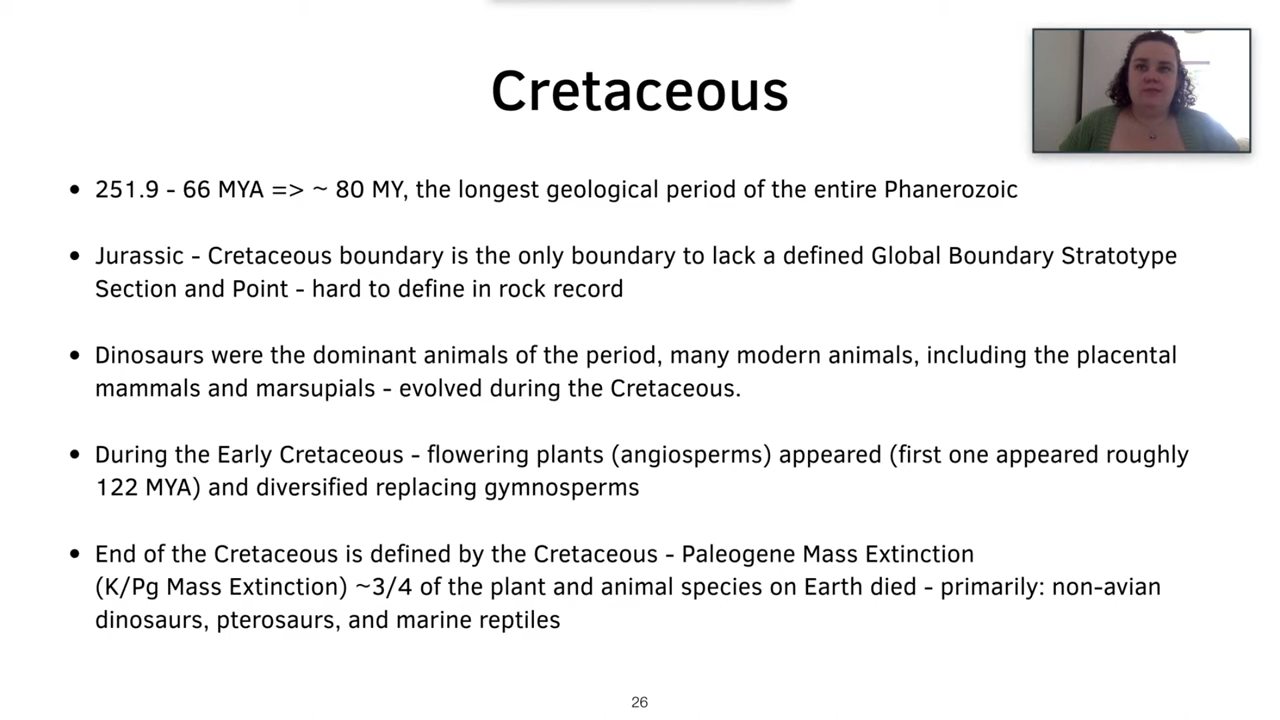 Cretaceous
• 251.9 - 66 MYA => ~ 80 MY, the longest geological period of the entire Phanerozoic
• Jurassic - Cretaceous boundary is the only boundary to lack a defined Global Boundary Stratotype
Section and Point - hard to define in rock record
• Dinosaurs were the dominant animals of the period, many modern animals, including the placental
mammals and marsupials - evolved during the Cretaceous.
• During the Early Cretaceous - flowering plants (angiosperms) appeared (first one appeared roughly
122 MYA) and diversified replacing gymnosperms
• End of the Cretaceous is defined by the Cretaceous - Paleogene Mass Extinction
(K/Pg Mass Extinction) ~3/4 of the plant and animal species on Earth died - primarily: non-avian
dinosaurs, pterosaurs, and marine reptiles
26